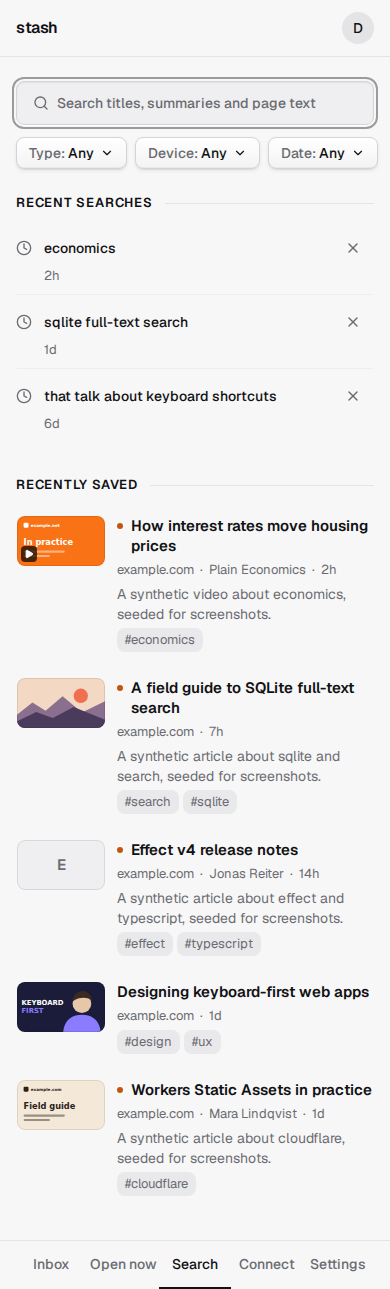 stash
D
Search titles, summaries and page text
Type: Any
Device: Any
Date: Any
RECENT SEARCHES
economics
2h
sqlite full-text search
1d
that talk about keyboard shortcuts
6d
RECENTLY SAVED
example.net
In practice
How interest rates move housing
prices
example.com · Plain Economics · 2h
A synthetic video about economics,
seeded for screenshots.
#economics
A field guide to SQLite full-text
search
example.com · 7h
A synthetic article about sqlite and
search, seeded for screenshots.
#search #sqlite
E
Effect v4 release notes
example.com · Jonas Reiter · 14h
A synthetic article about effect and
typescript, seeded for screenshots.
#effect #typescript
KEYBOARD
FIRST
Designing keyboard-first web apps
example.com · 1d
#design #ux
example.com
Field guide
Workers Static Assets in practice
example.com · Mara Lindqvist · 1d
A synthetic article about cloudflare,
seeded for screenshots.
#cloudflare
Inbox Open now Search Connect Settings